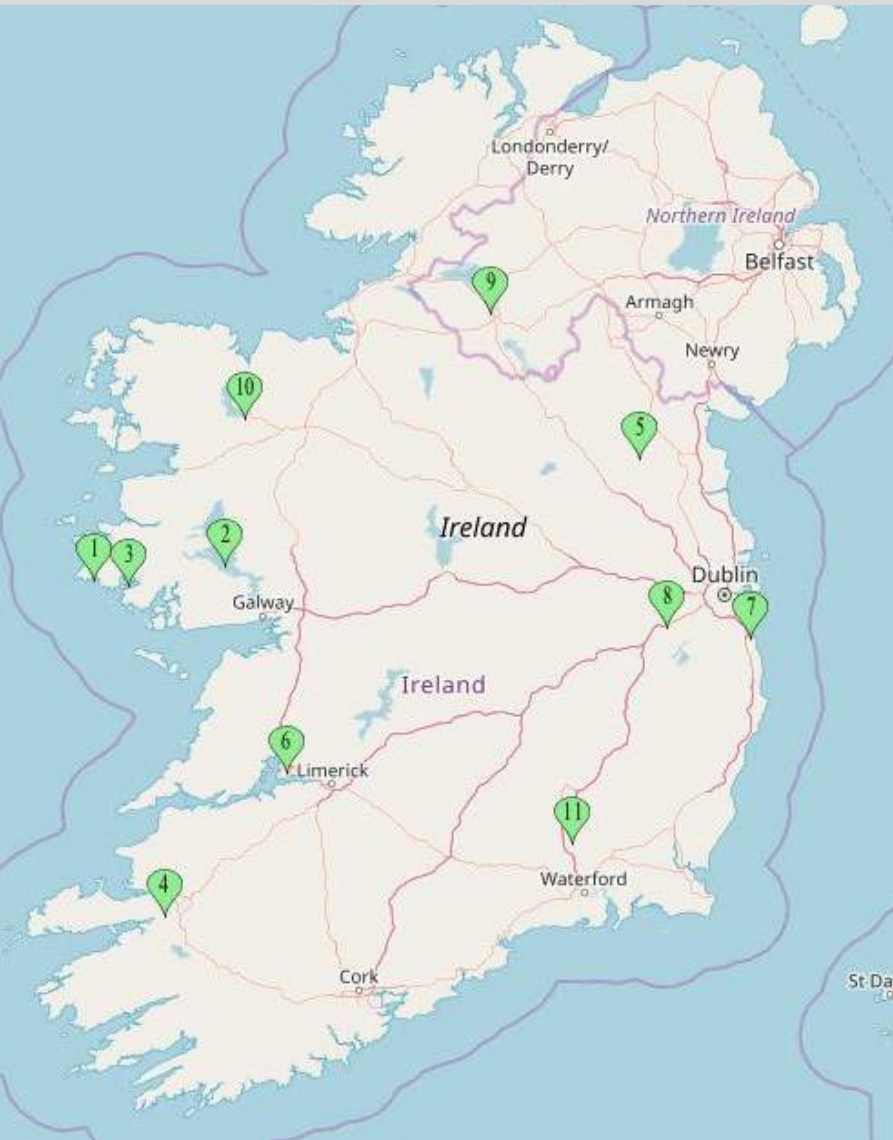 Londonderry/
Derry
Northern Ireland
Belfast
9
Armagh
Newry
10
5
Ireland
1
3
2
Dublin
Galway
8
7
Ireland
6
Limerick
11
4
Waterford
Cork
St Da